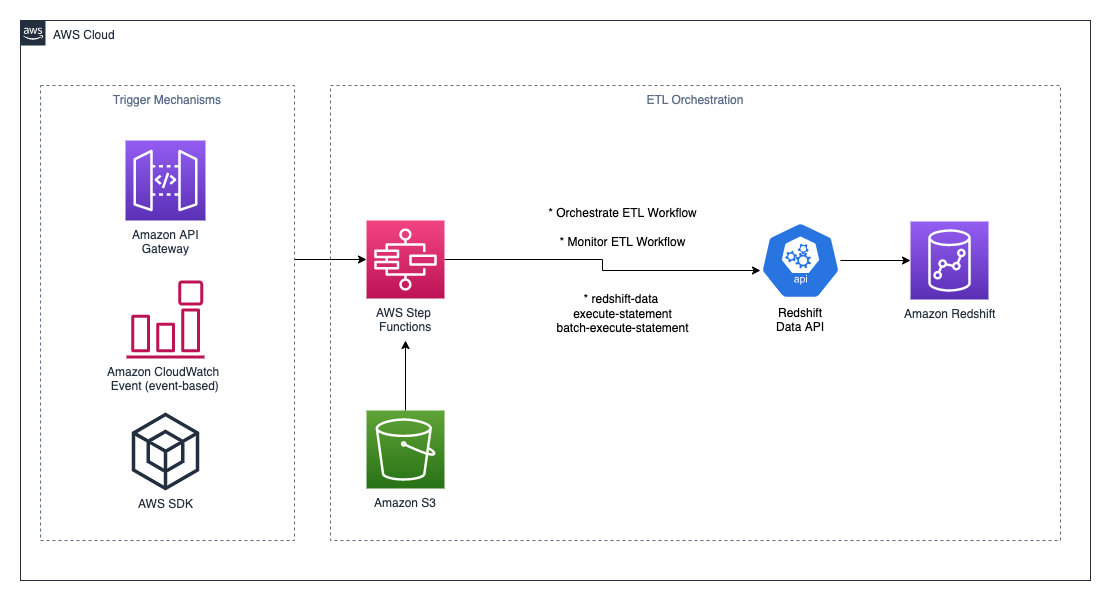 aws
AWS Cloud
Trigger Mechanisms
</>
Amazon API
Gateway
Amazon CloudWatch
Event (event-based)
AWS SDK
ETL Orchestration
AWS Step
Functions
Amazon S3
* Orchestrate ETL Workflow
* Monitor ETL Workflow
* redshift-data
execute-statement
batch-execute-statement
api
Redshift
Data API
Amazon Redshift